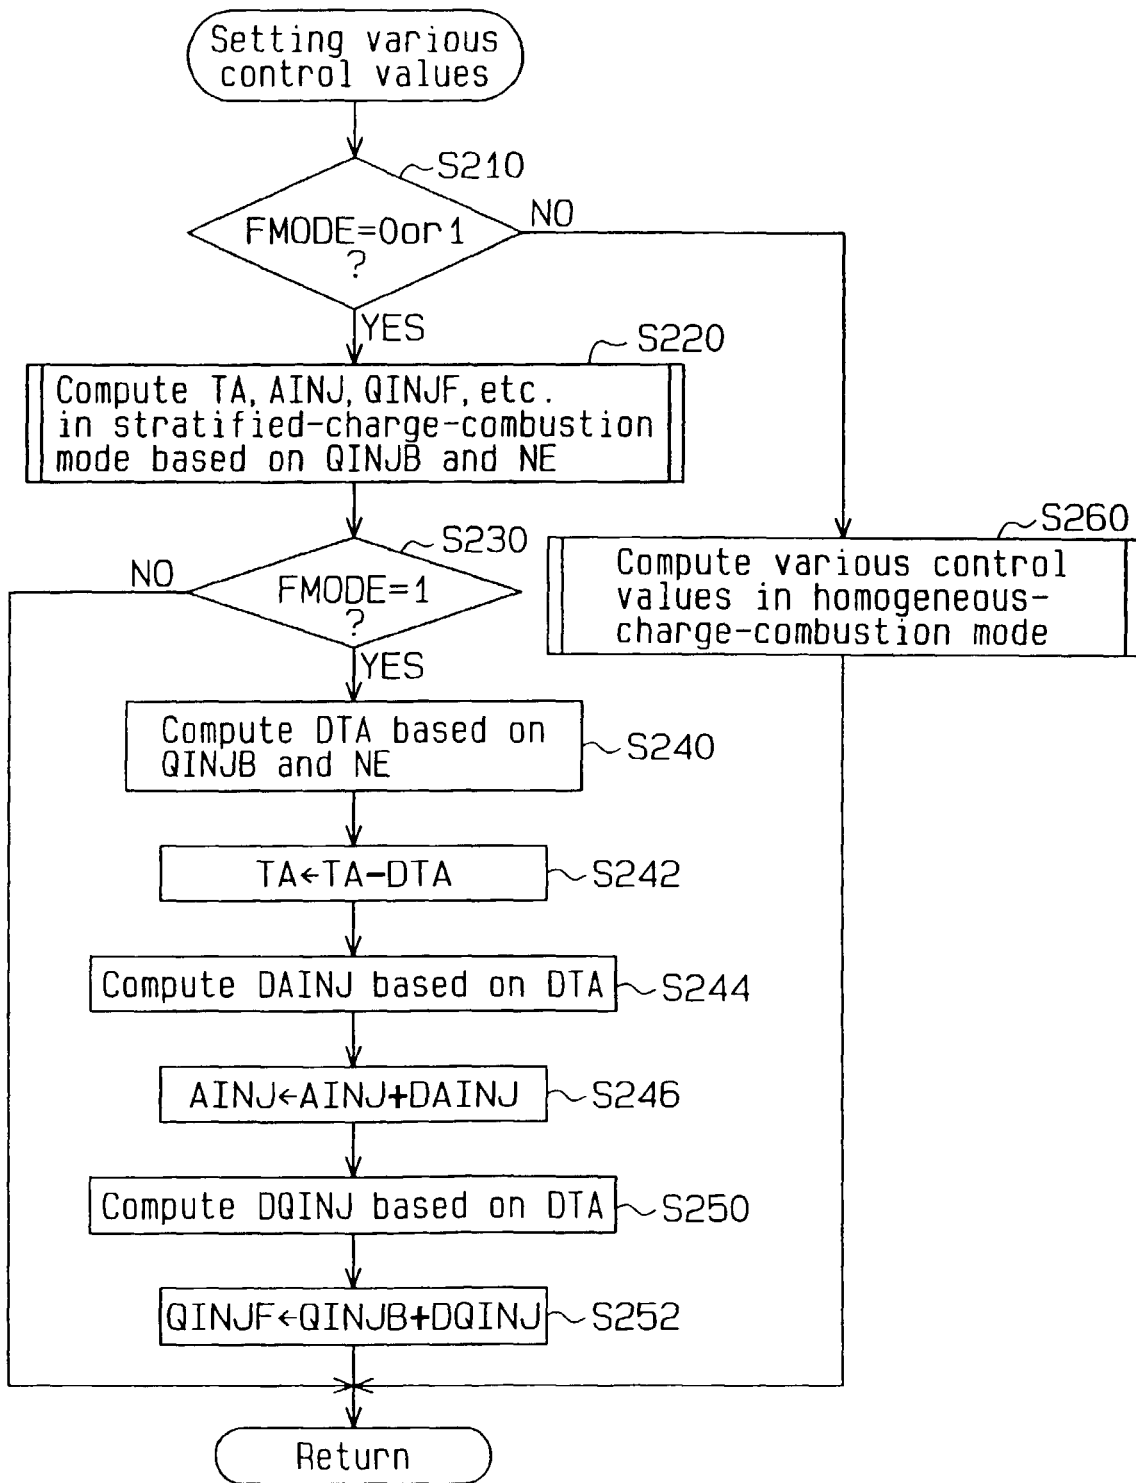 Setting various
control values
S210
FMODE=0or1
?
NO
YES
S220
Compute TA, AINJ, QINJF, etc.
in stratified-charge-combustion
mode based on QINJB and NE
S230
NO
FMODE=1
?
YES
S260
Compute various control
values in homogeneous-
charge-combustion mode
Compute DTA based on
QINJB and NE
S240
TA←TA-DTA
S242
Compute DAINJ based on DTA
S244
AINJ←AINJ+DAINJ
S246
Compute DQINJ based on DTA
S250
QINJF←QINJB+DQINJ
S252
Return